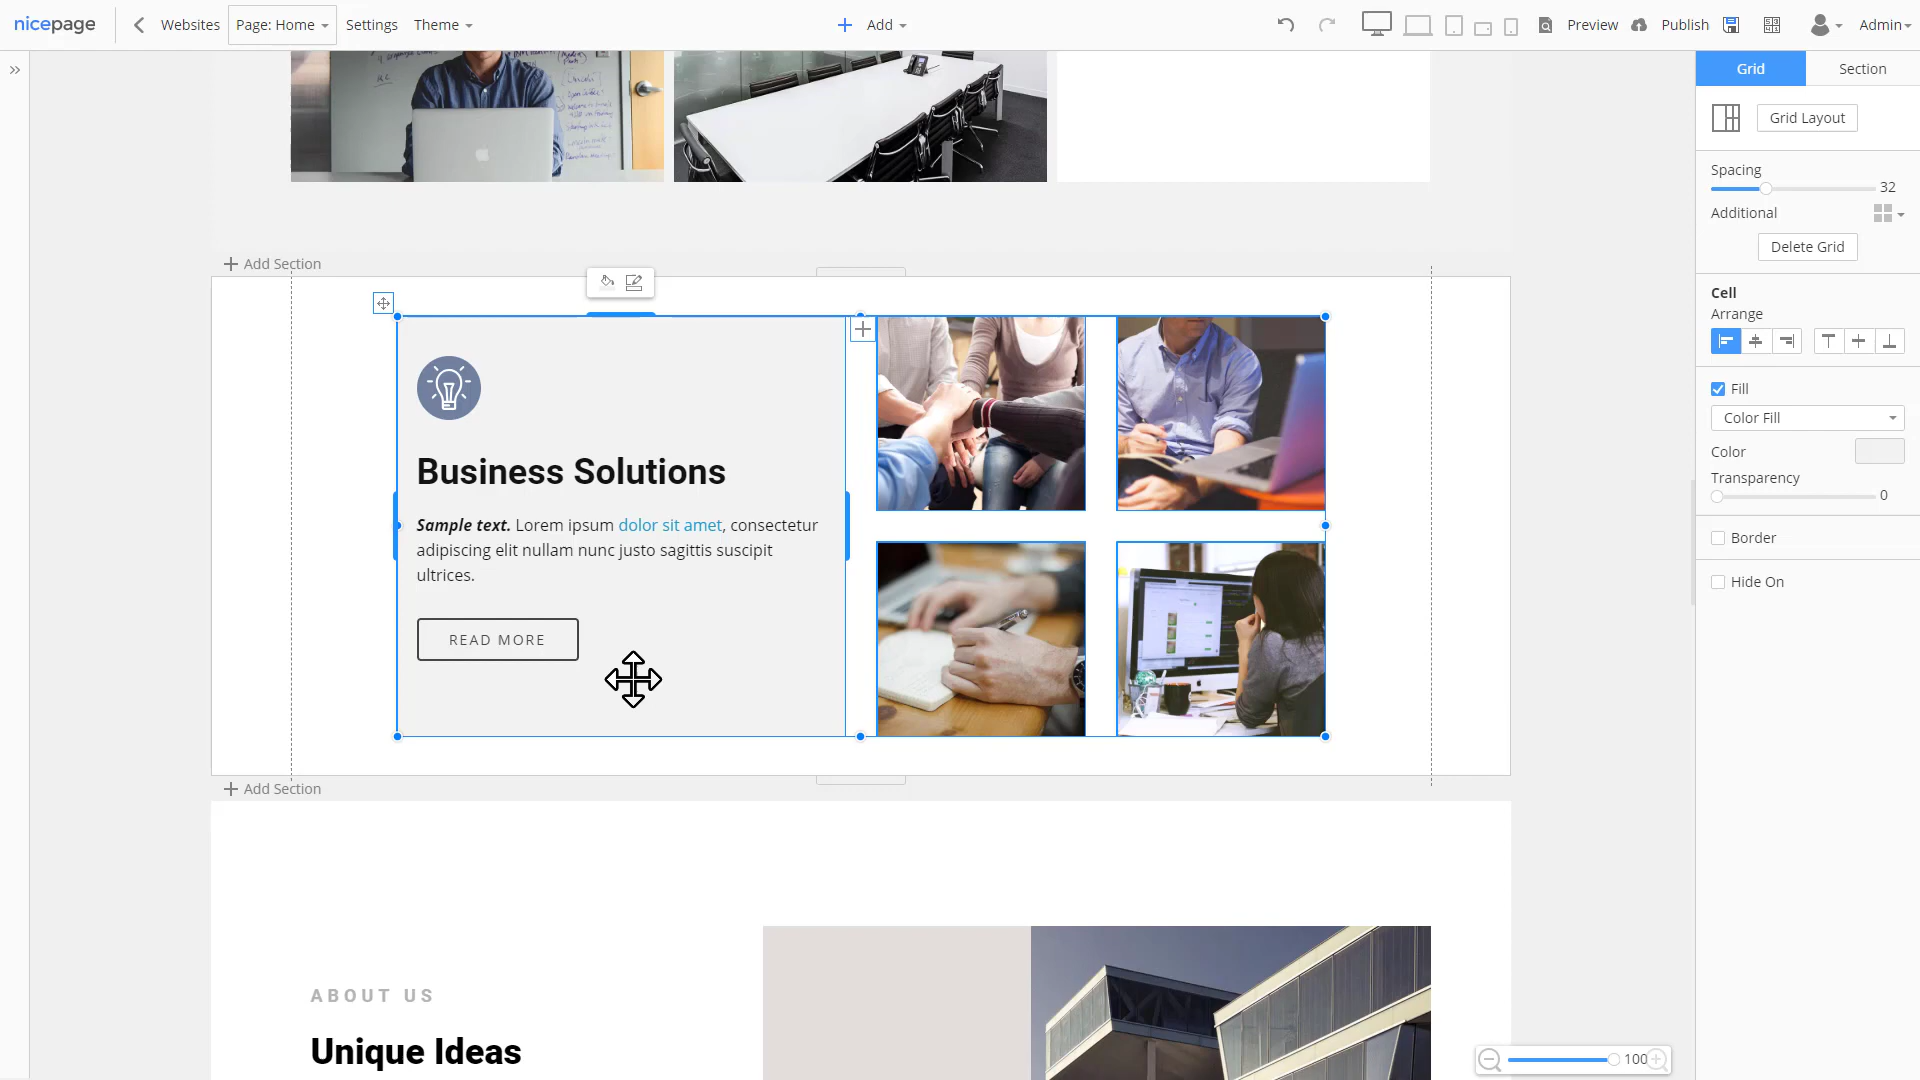 nicepage
Websites
Page: Home
Settings
Theme
Add
Preview
Publish
Admin
Grid
Section
Grid Layout
Spacing
32
Additional
Delete Grid
Cell
Arrange
Fill
Color Fill
Color
Transparency
0
Border
Hide On
Add Section
Business Solutions
Sample text. Lorem ipsum dolor sit amet, consectetur
adipiscing elit nullam nunc justo sagittis suscipit
ultrices.
READ MORE
Add Section
ABOUT US
Unique Ideas
100